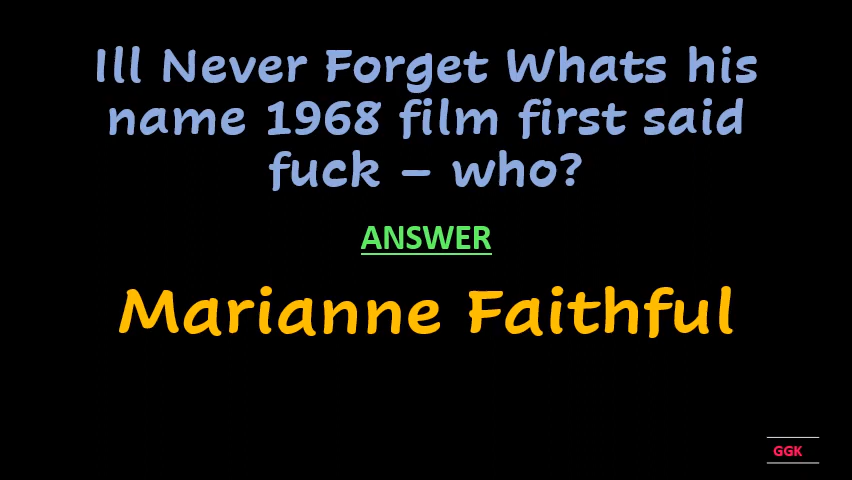 Ill Never Forget Whats his
name 1968 film first said
fuck – who?
ANSWER
Marianne Faithful
GGK